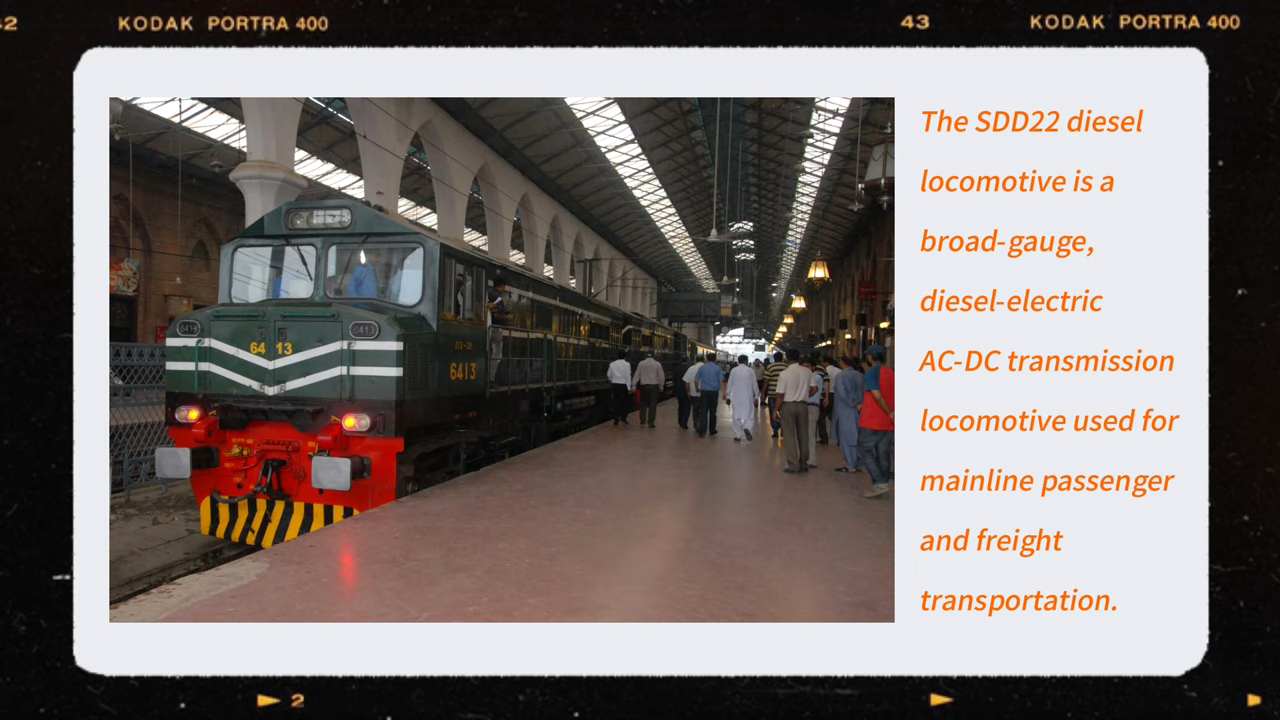 42
KODAK PORTRA 400
43
KODAK PORTRA 400
The SDD22 diesel
locomotive is a
broad-gauge,
diesel-electric
AC-DC transmission
locomotive used for
mainline passenger
and freight
transportation.
6413
64 13
6413
2